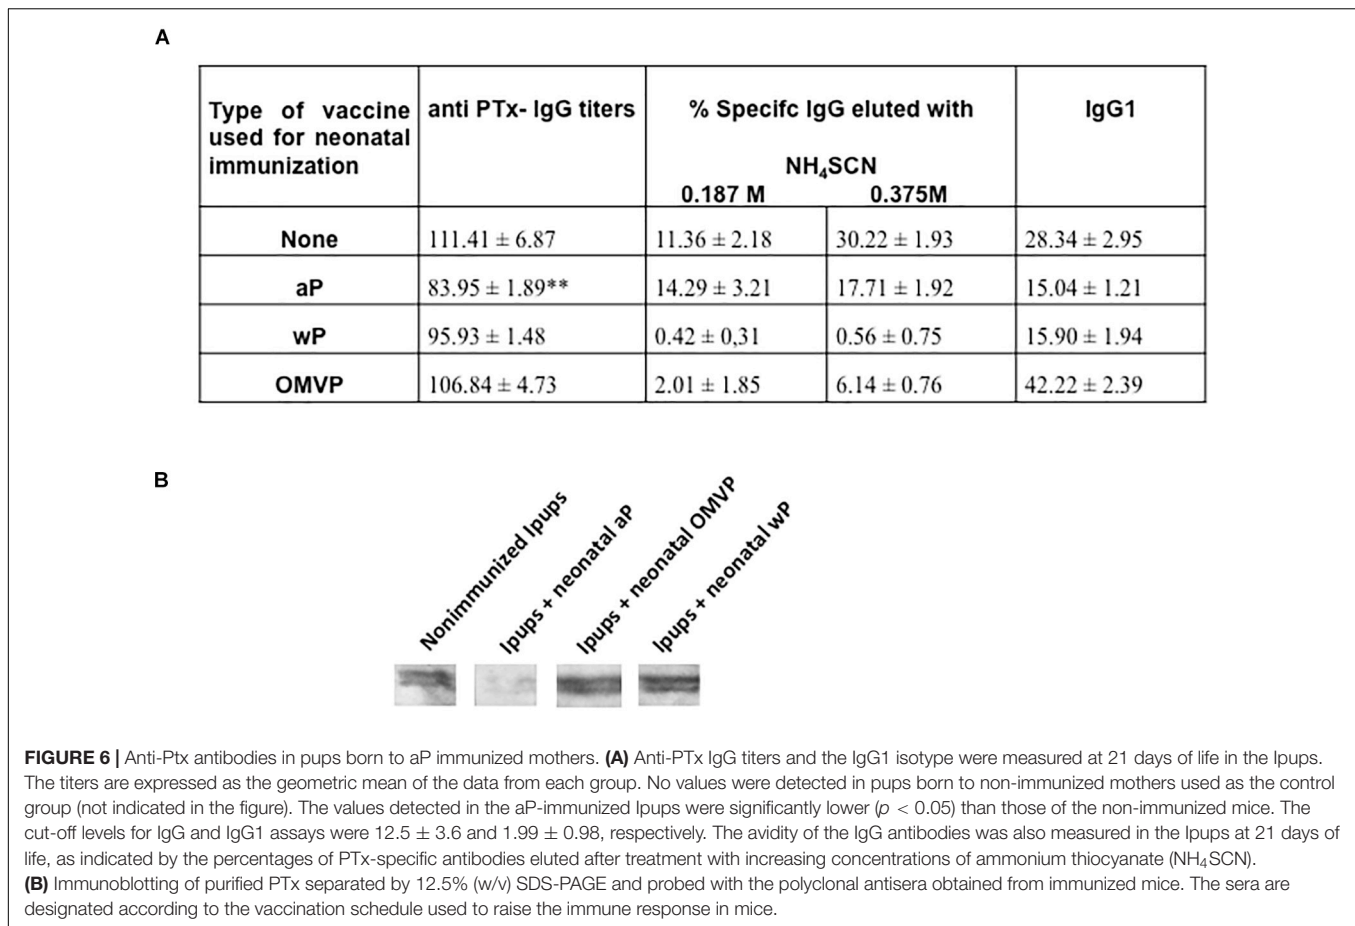 A
Type of vaccine used for neonatal immunization
anti PTx- IgG titers
% Specifc IgG eluted with
NH₄SCN
0.187 M
0.375M
IgG1
None
111.41 ± 6.87
11.36 ± 2.18
30.22 ± 1.93
28.34 ± 2.95
aP
83.95 ± 1.89**
14.29 ± 3.21
17.71 ± 1.92
15.04 ± 1.21
wP
95.93 ± 1.48
0.42 ± 0,31
0.56 ± 0.75
15.90 ± 1.94
OMVP
106.84 ± 4.73
2.01 ± 1.85
6.14 ± 0.76
42.22 ± 2.39
B
Nonimmunized Ipups
Ipups + neonatal aP
Ipups + neonatal OMVP
Ipups + neonatal wP
FIGURE 6 | Anti-Ptx antibodies in pups born to aP immunized mothers. (A) Anti-PTx IgG titers and the IgG1 isotype were measured at 21 days of life in the Ipups.
The titers are expressed as the geometric mean of the data from each group. No values were detected in pups born to non-immunized mothers used as the control
group (not indicated in the figure). The values detected in the aP-immunized Ipups were significantly lower (p < 0.05) than those of the non-immunized mice. The
cut-off levels for IgG and IgG1 assays were 12.5 ± 3.6 and 1.99 ± 0.98, respectively. The avidity of the IgG antibodies was also measured in the Ipups at 21 days of
life, as indicated by the percentages of PTx-specific antibodies eluted after treatment with increasing concentrations of ammonium thiocyanate (NH₄SCN).
(B) Immunoblotting of purified PTx separated by 12.5% (w/v) SDS-PAGE and probed with the polyclonal antisera obtained from immunized mice. The sera are
designated according to the vaccination schedule used to raise the immune response in mice.